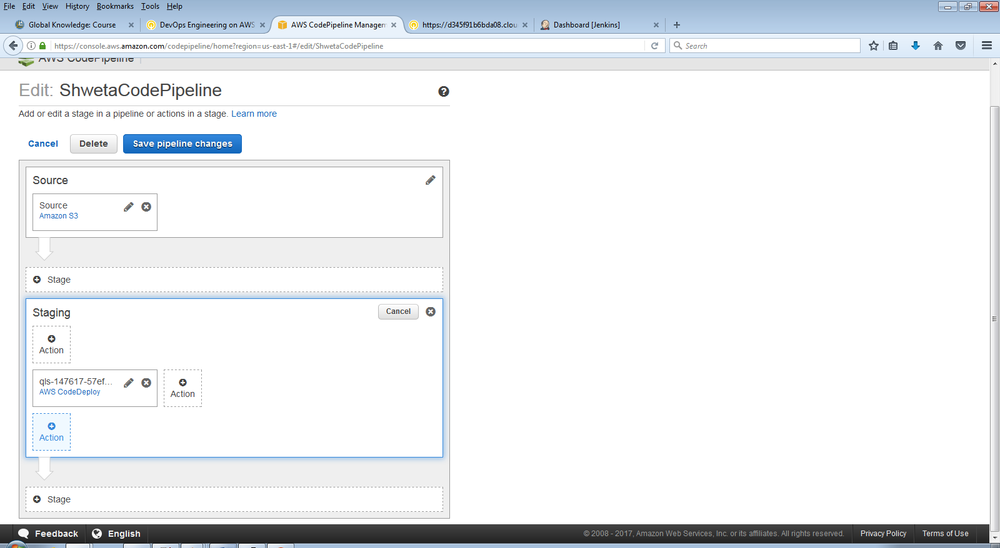 File Edit View History Bookmarks Tools Help
Global Knowledge: Course
DevOps Engineering on AWS
AWS CodePipeline Managem
https://d345f91b6bda08.clou
Dashboard [Jenkins]
https://console.aws.amazon.com/codepipeline/home?region=us-east-1#/edit/ShwetaCodePipeline
Search
AWS CodePipeline
Edit: ShwetaCodePipeline
Add or edit a stage in a pipeline or actions in a stage. Learn more
Cancel Delete Save pipeline changes
Source
Source
Amazon S3
Stage
Staging Cancel
Action
qls-147617-57ef...
AWS CodeDeploy
Action
Action
Stage
Feedback English © 2008 - 2017, Amazon Web Services, Inc. or its affiliates. All rights reserved. Privacy Policy Terms of Use